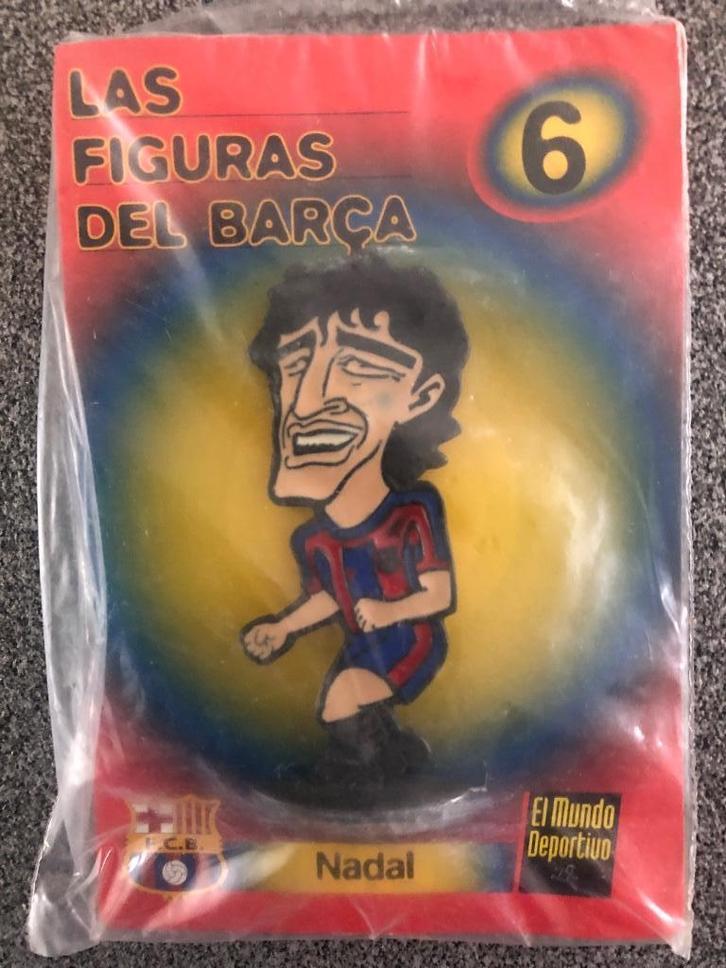 LAS
FIGURAS
DEL BARÇA
6
F.C.B.
Nadal
El Mundo
Deportivo